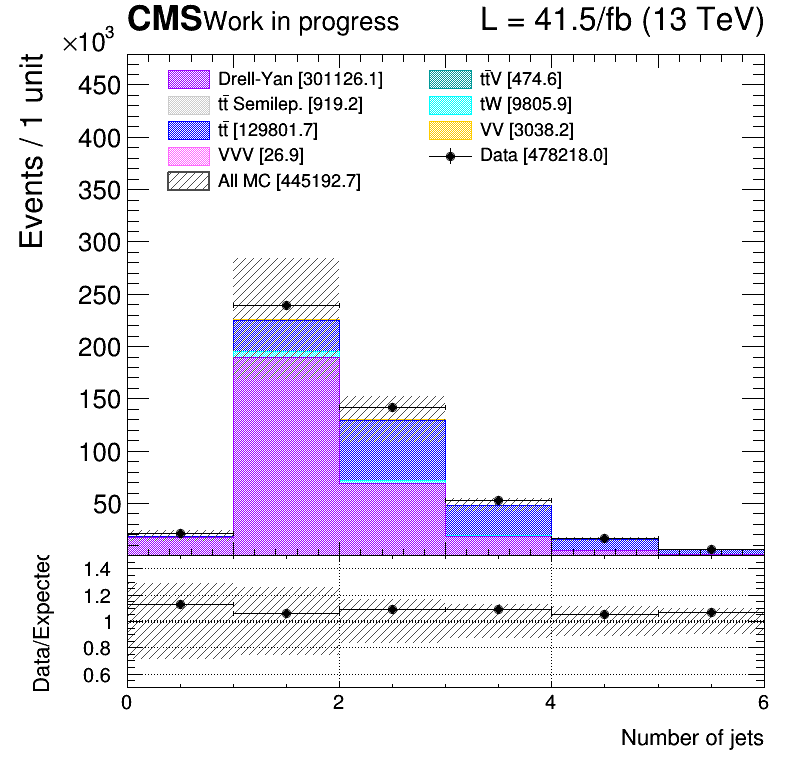 CMS Work in progress L = 41.5/fb (13 TeV)
×10³
Events / 1 unit
450
400
350
300
250
200
150
100
50
Drell-Yan [301126.1]
tt̄ Semilep. [919.2]
tt̄ [129801.7]
VVV [26.9]
All MC [445192.7]
tt̄V [474.6]
tW [9805.9]
VV [3038.2]
Data [478218.0]
Data/Expected
1.4
1.2
1
0.8
0.6
0 2 4 6
Number of jets